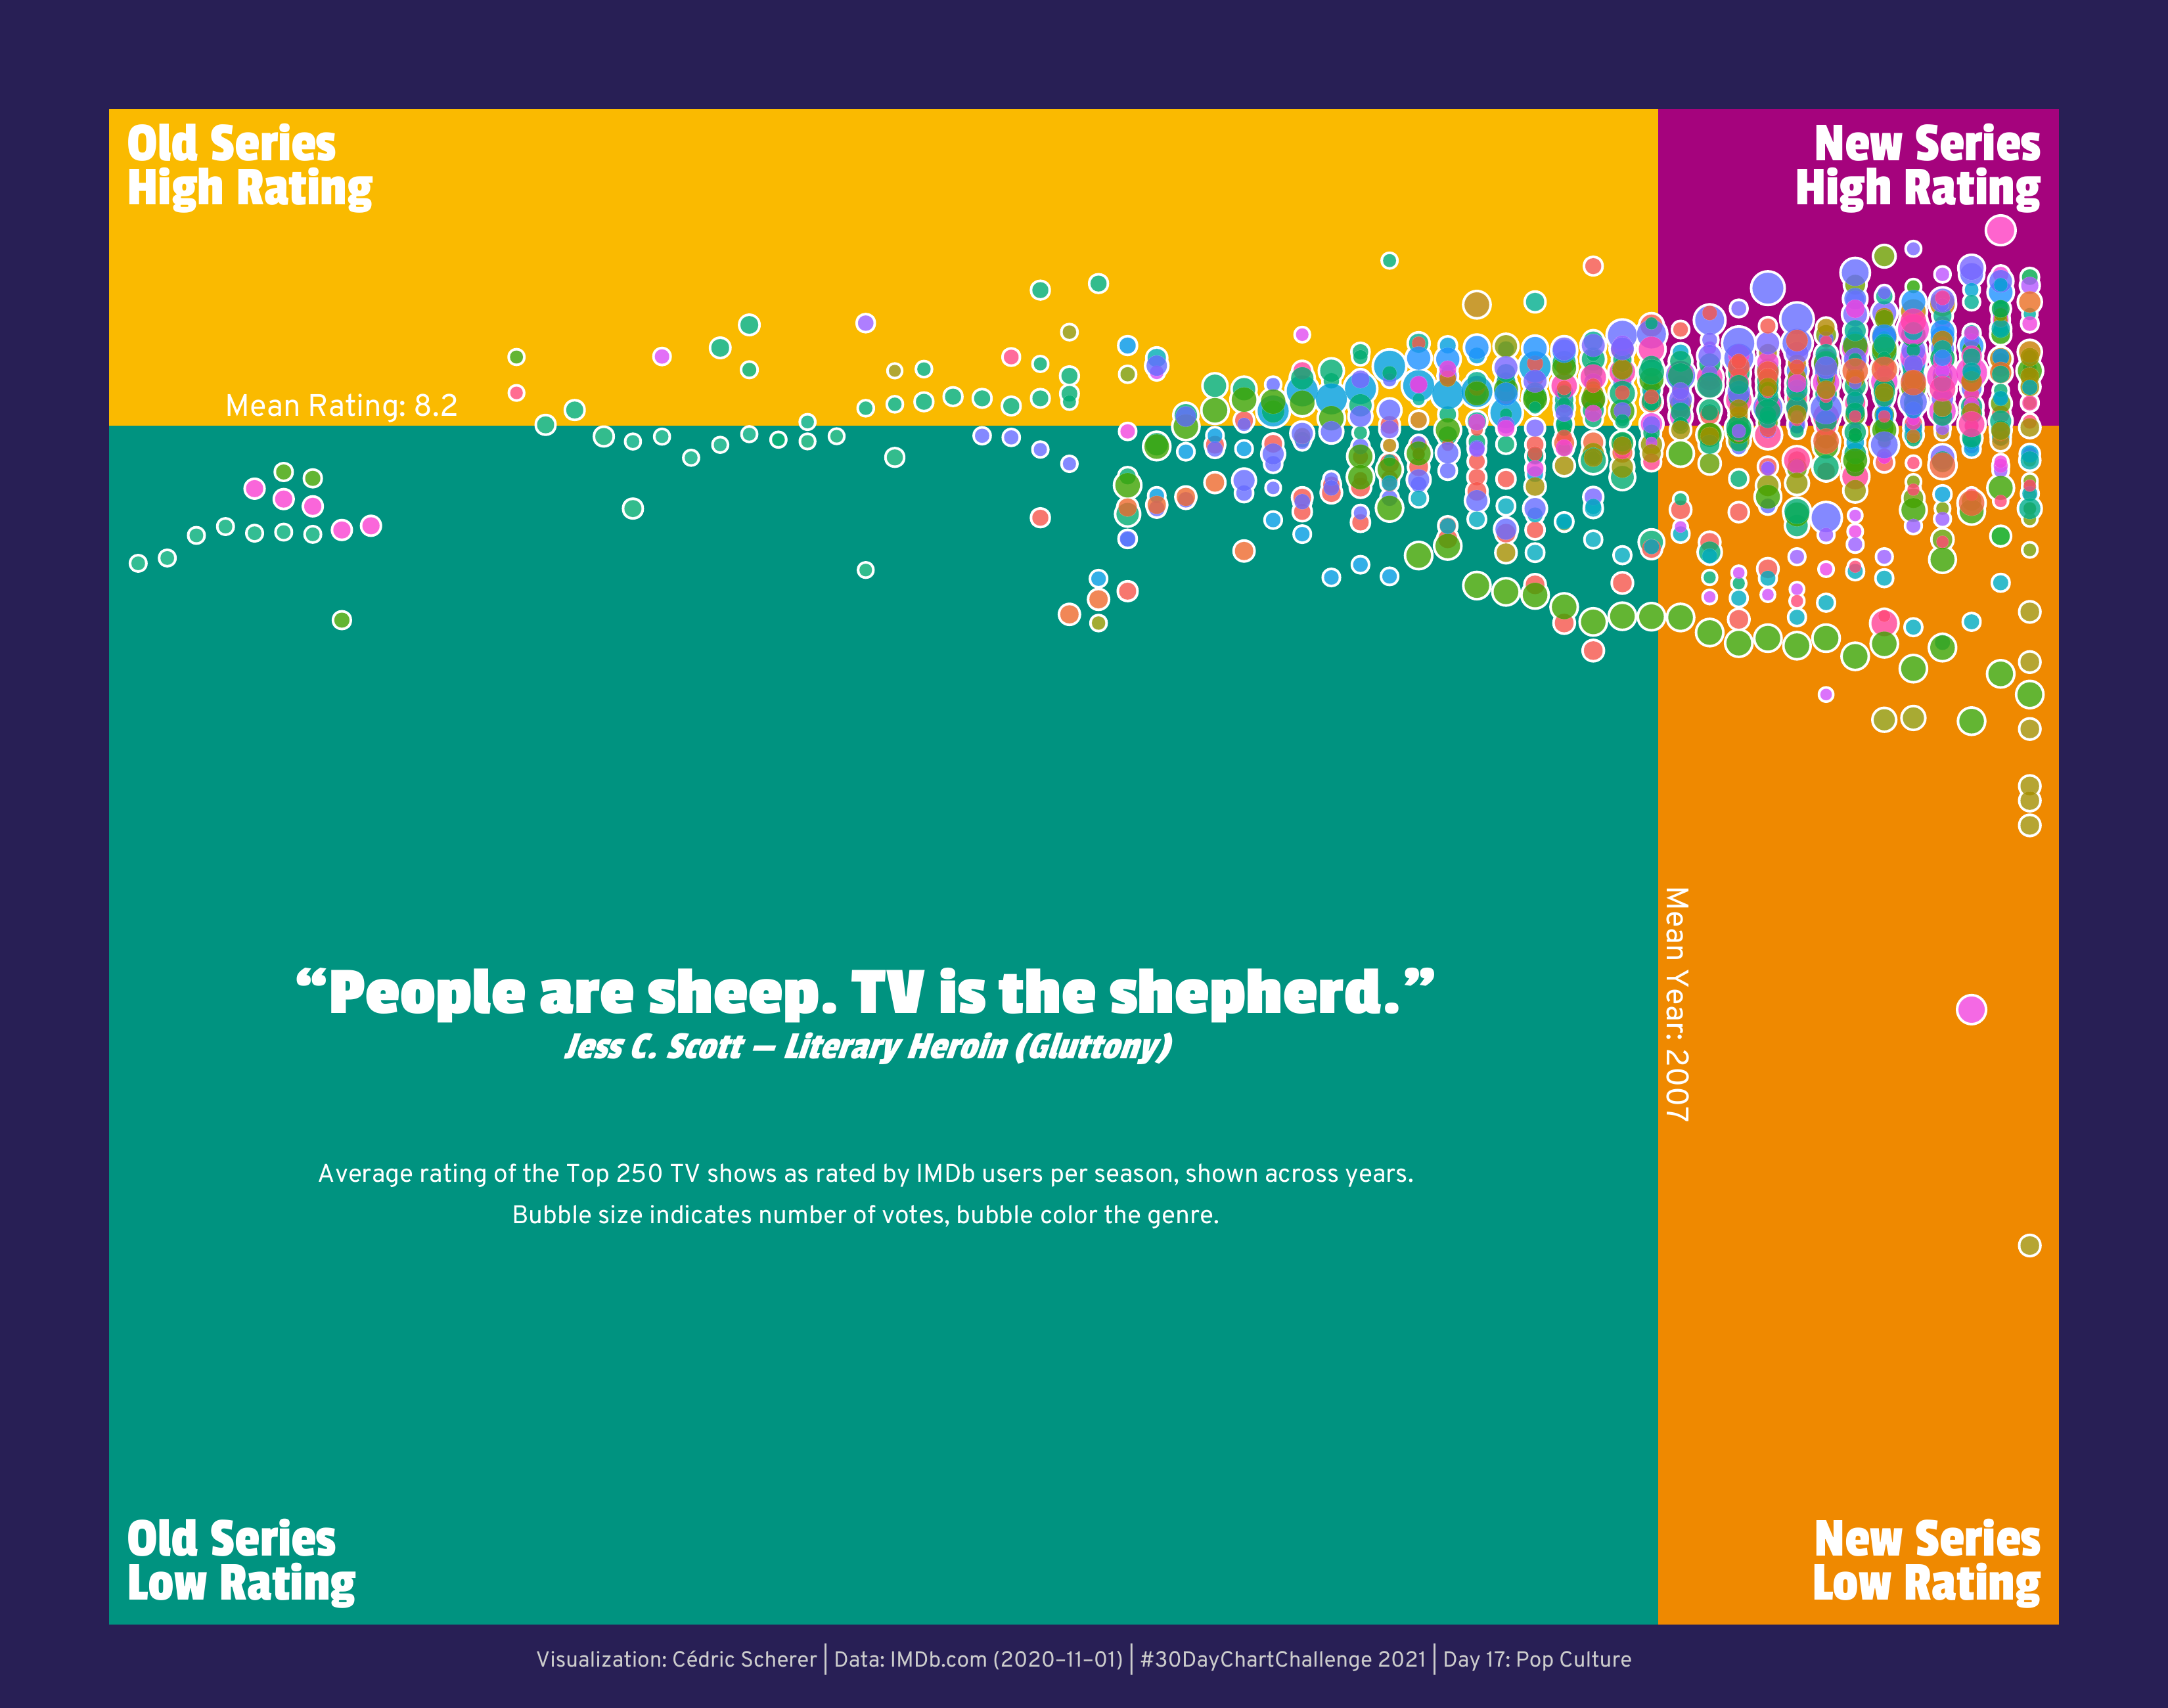 Old Series
High Rating
New Series
High Rating
Mean Rating: 8.2
Mean Year: 2007
“People are sheep. TV is the shepherd.”
Jess C. Scott – Literary Heroin (Gluttony)
Average rating of the Top 250 TV shows as rated by IMDb users per season, shown across years.
Bubble size indicates number of votes, bubble color the genre.
Old Series
Low Rating
New Series
Low Rating
Visualization: Cédric Scherer | Data: IMDb.com (2020-11-01) | #30DayChartChallenge 2021 | Day 17: Pop Culture